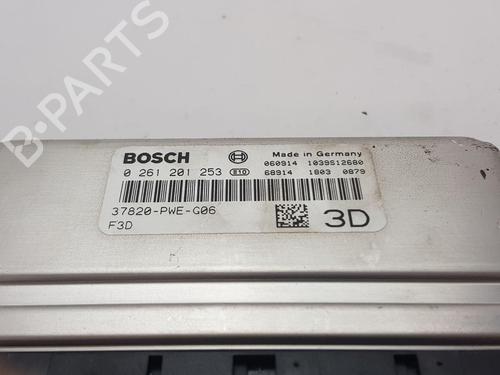 B-PARTS
BOSCH
Made in Germany
060914 1039S12680
0 261 201 253 E10 68914 1803 0879
37820-PWE-G06
F3D
3D